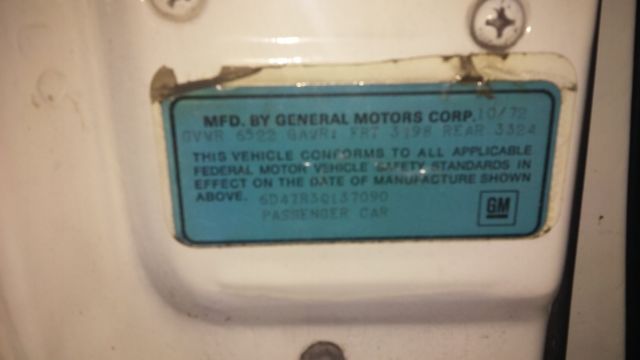 MFD. BY GENERAL MOTORS CORP. 10/72
GVWR 6522 GAWR: FRT 3198 REAR 3324
THIS VEHICLE CONFORMS TO ALL APPLICABLE
FEDERAL MOTOR VEHICLE SAFETY STANDARDS IN
EFFECT ON THE DATE OF MANUFACTURE SHOWN
ABOVE. 6D47R3Q137090
PASSENGER CAR
GM